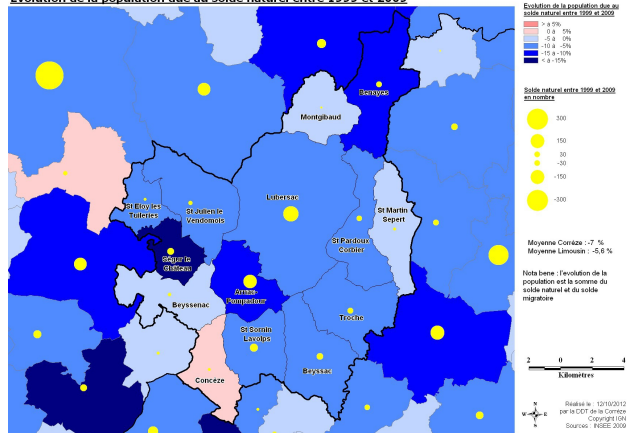 Evolution de la population due au solde naturel entre 1999 et 2009
Evolution de la population due au
solde naturel entre 1999 et 2009
> à 5%
0 à 5%
-5 à 0%
-10 à -5%
-15 à -10%
< à -15%
Solde naturel entre 1999 et 2009
en nombre
300
150
30
-30
-150
-300
Moyenne Corrèze : -7 %
Moyenne Limousin : -5,6 %
Nota bene : l'évolution de la
population est la somme du
solde naturel et du solde
migratoire
2 0 2 4
Kilomètres
N
W E
S
Réalisé le : 12/10/2012
par la DDT de la Corrèze
Copyright IGN
Sources : INSEE 2009
Benayes
Montgibaud
Lubersac
St Eloy les
Tuileries
St Julien le
Vendomois
St Martin
Sepert
St Pardoux
Corbier
Ségur le
Château
Beyssenac
Arnac-
Pompadour
Troche
St Sornin
Lavolps
Beyssac
Concèze